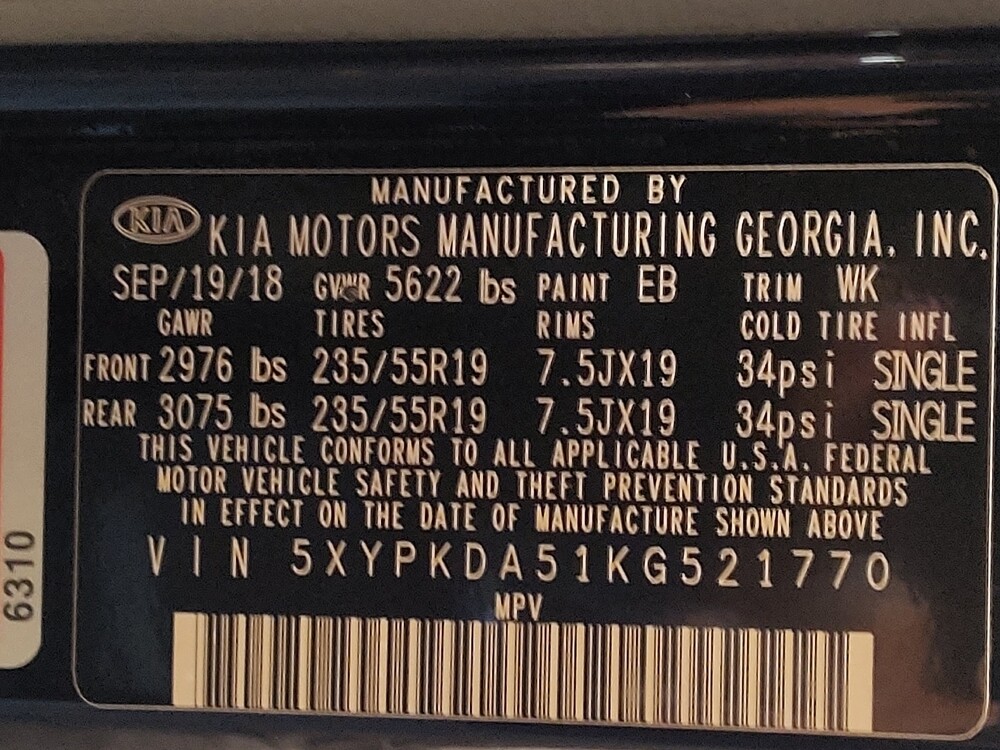 MANUFACTURED BY
KIA KIA MOTORS MANUFACTURING GEORGIA, INC.
SEP/19/18 GVWR 5622 lbs PAINT EB TRIM WK
GAWR TIRES RIMS COLD TIRE INFL
FRONT 2976 lbs 235/55R19 7.5JX19 34psi SINGLE
REAR 3075 lbs 235/55R19 7.5JX19 34psi SINGLE
THIS VEHICLE CONFORMS TO ALL APPLICABLE U.S.A. FEDERAL
MOTOR VEHICLE SAFETY AND THEFT PREVENTION STANDARDS
IN EFFECT ON THE DATE OF MANUFACTURE SHOWN ABOVE
VIN 5XYPKDA51KG521770
MPV
6310